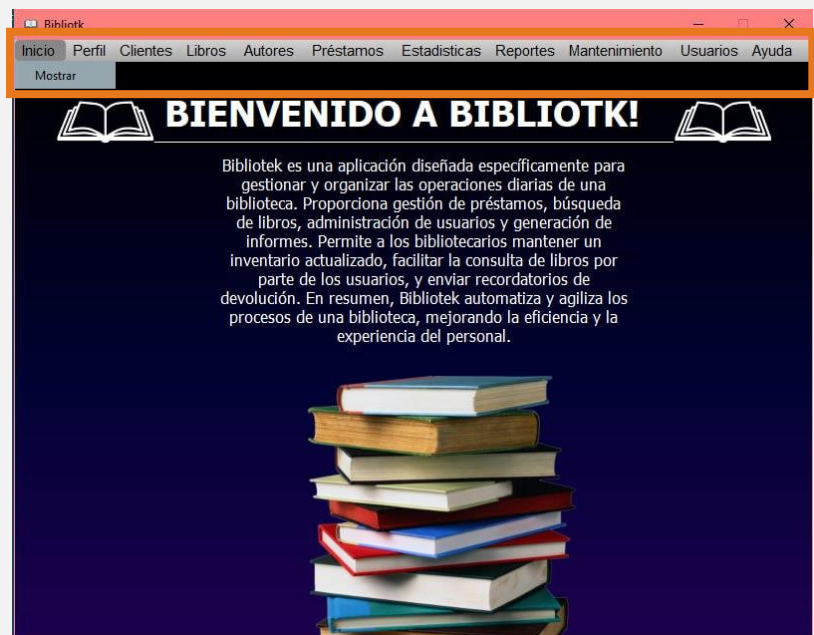 Bibliotk
Inicio Perfil Clientes Libros Autores Préstamos Estadisticas Reportes Mantenimiento Usuarios Ayuda
Mostrar
BIENVENIDO A BIBLIOTK!
Bibliotek es una aplicación diseñada específicamente para
gestionar y organizar las operaciones diarias de una
biblioteca. Proporciona gestión de préstamos, búsqueda
de libros, administración de usuarios y generación de
informes. Permite a los bibliotecarios mantener un
inventario actualizado, facilitar la consulta de libros por
parte de los usuarios, y enviar recordatorios de
devolución. En resumen, Bibliotek automatiza y agiliza los
procesos de una biblioteca, mejorando la eficiencia y la
experiencia del personal.